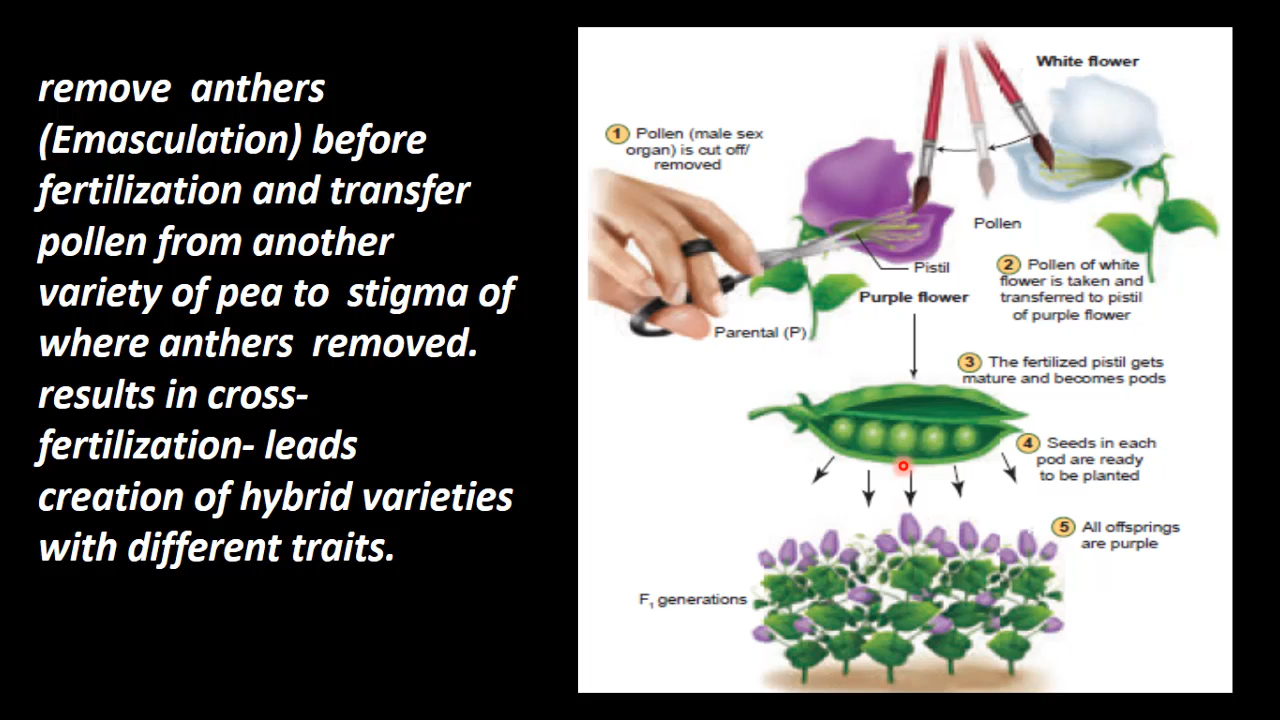 remove anthers
(Emasculation) before
fertilization and transfer
pollen from another
variety of pea to stigma of
where anthers removed.
results in cross-
fertilization- leads
creation of hybrid varieties
with different traits.
White flower
1 Pollen (male sex
organ) is cut off/
removed
Pollen
Pistil
2 Pollen of white
flower is taken and
transferred to pistil
of purple flower
Purple flower
Parental (P)
3 The fertilized pistil gets
mature and becomes pods
4 Seeds in each
pod are ready
to be planted
5 All offsprings
are purple
F₁ generations